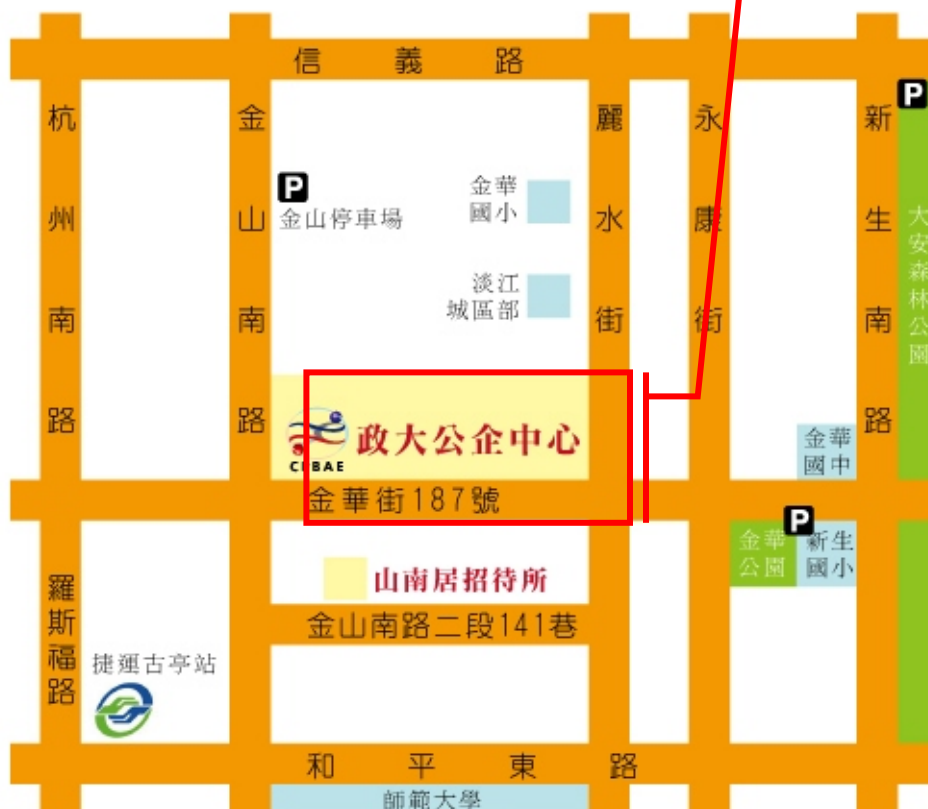 信義路
P
杭州南路
金山南路
麗水街
永康街
新生南路
P
金山停車場
金華
國小
淡江
城區部
大安森林公園
CPBAE
政大公企中心
金華街187號
金華
國中
P
金華
公園
新生
國小
山南居招待所
金山南路二段141巷
羅斯福路
捷運古亭站
和平東路
師範大學